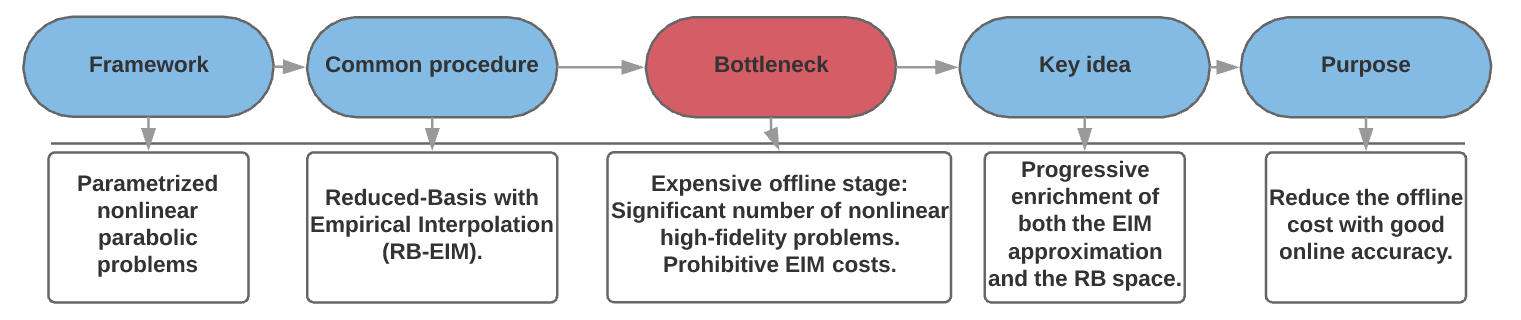 Framework
Common procedure
Bottleneck
Key idea
Purpose
Parametrized
nonlinear
parabolic
problems
Reduced-Basis with
Empirical Interpolation
(RB-EIM).
Expensive offline stage:
Significant number of nonlinear
high-fidelity problems.
Prohibitive EIM costs.
Progressive
enrichment of
both the EIM
approximation
and the RB space.
Reduce the offline
cost with good
online accuracy.